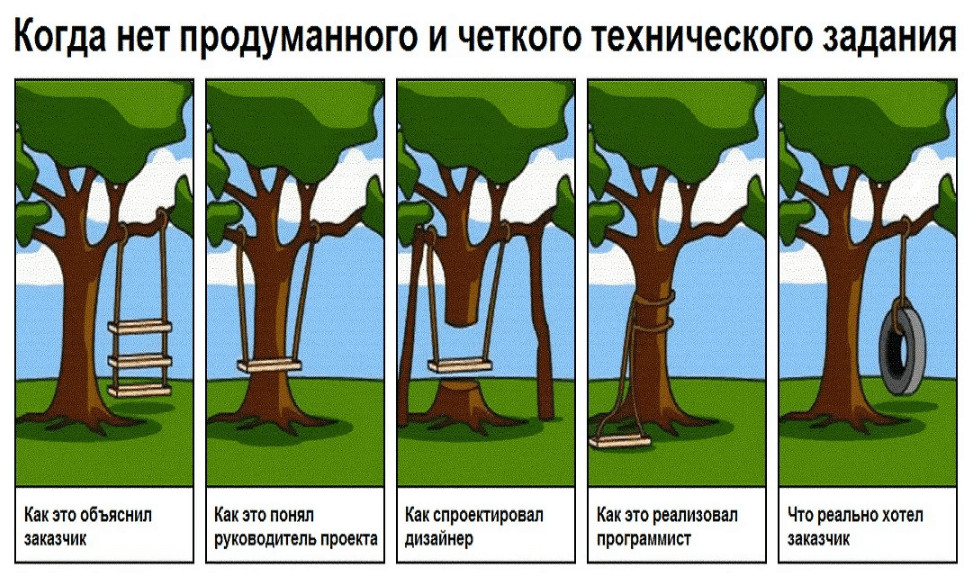 Когда нет продуманного и четкого технического задания
Как это объяснил
заказчик
Как это понял
руководитель проекта
Как спроектировал
дизайнер
Как это реализовал
программист
Что реально хотел
заказчик